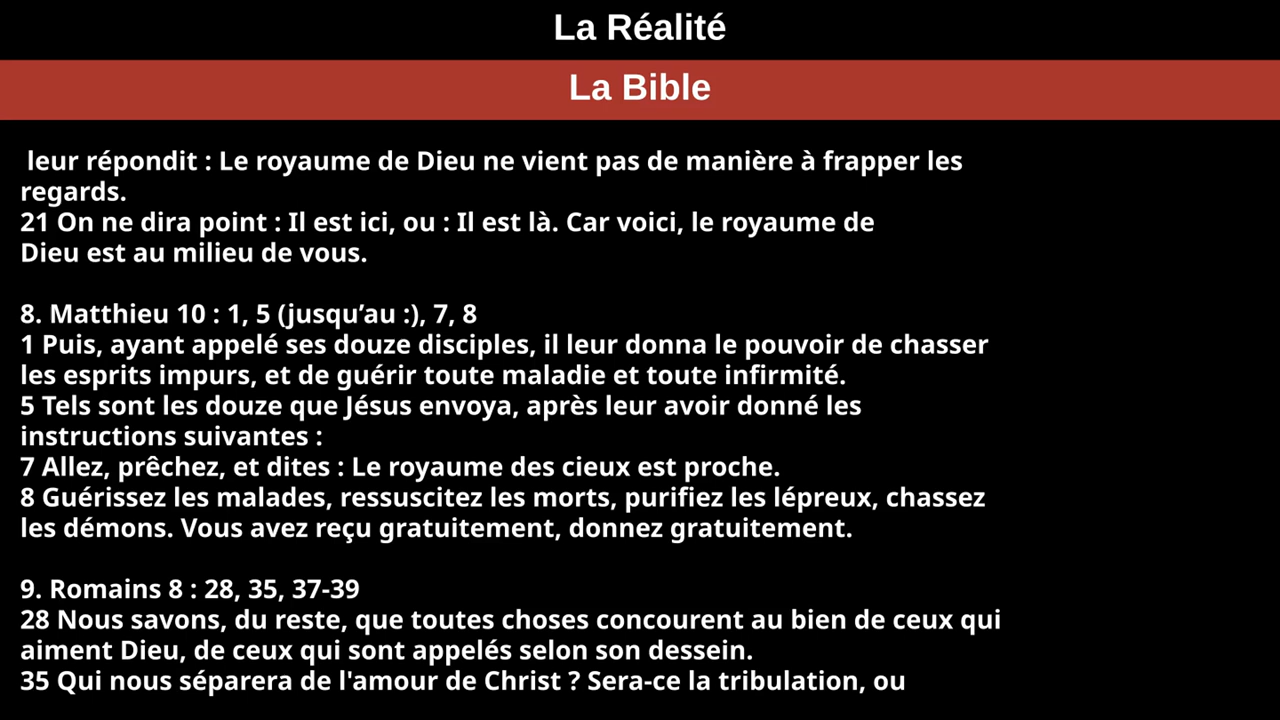 La Réalité
La Bible
leur répondit : Le royaume de Dieu ne vient pas de manière à frapper les
regards.
21 On ne dira point : Il est ici, ou : Il est là. Car voici, le royaume de
Dieu est au milieu de vous.
8. Matthieu 10 : 1, 5 (jusqu’au :), 7, 8
1 Puis, ayant appelé ses douze disciples, il leur donna le pouvoir de chasser
les esprits impurs, et de guérir toute maladie et toute infirmité.
5 Tels sont les douze que Jésus envoya, après leur avoir donné les
instructions suivantes :
7 Allez, prêchez, et dites : Le royaume des cieux est proche.
8 Guérissez les malades, ressuscitez les morts, purifiez les lépreux, chassez
les démons. Vous avez reçu gratuitement, donnez gratuitement.
9. Romains 8 : 28, 35, 37-39
28 Nous savons, du reste, que toutes choses concourent au bien de ceux qui
aiment Dieu, de ceux qui sont appelés selon son dessein.
35 Qui nous séparera de l'amour de Christ ? Sera-ce la tribulation, ou